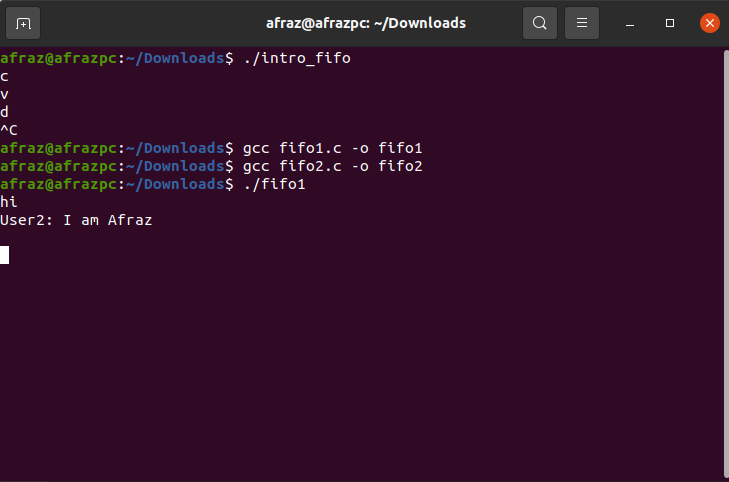 afraz@afrazpc: ~/Downloads
afraz@afrazpc:~/Downloads$ ./intro_fifo
c
v
d
^C
afraz@afrazpc:~/Downloads$ gcc fifo1.c -o fifo1
afraz@afrazpc:~/Downloads$ gcc fifo2.c -o fifo2
afraz@afrazpc:~/Downloads$ ./fifo1
hi
User2: I am Afraz